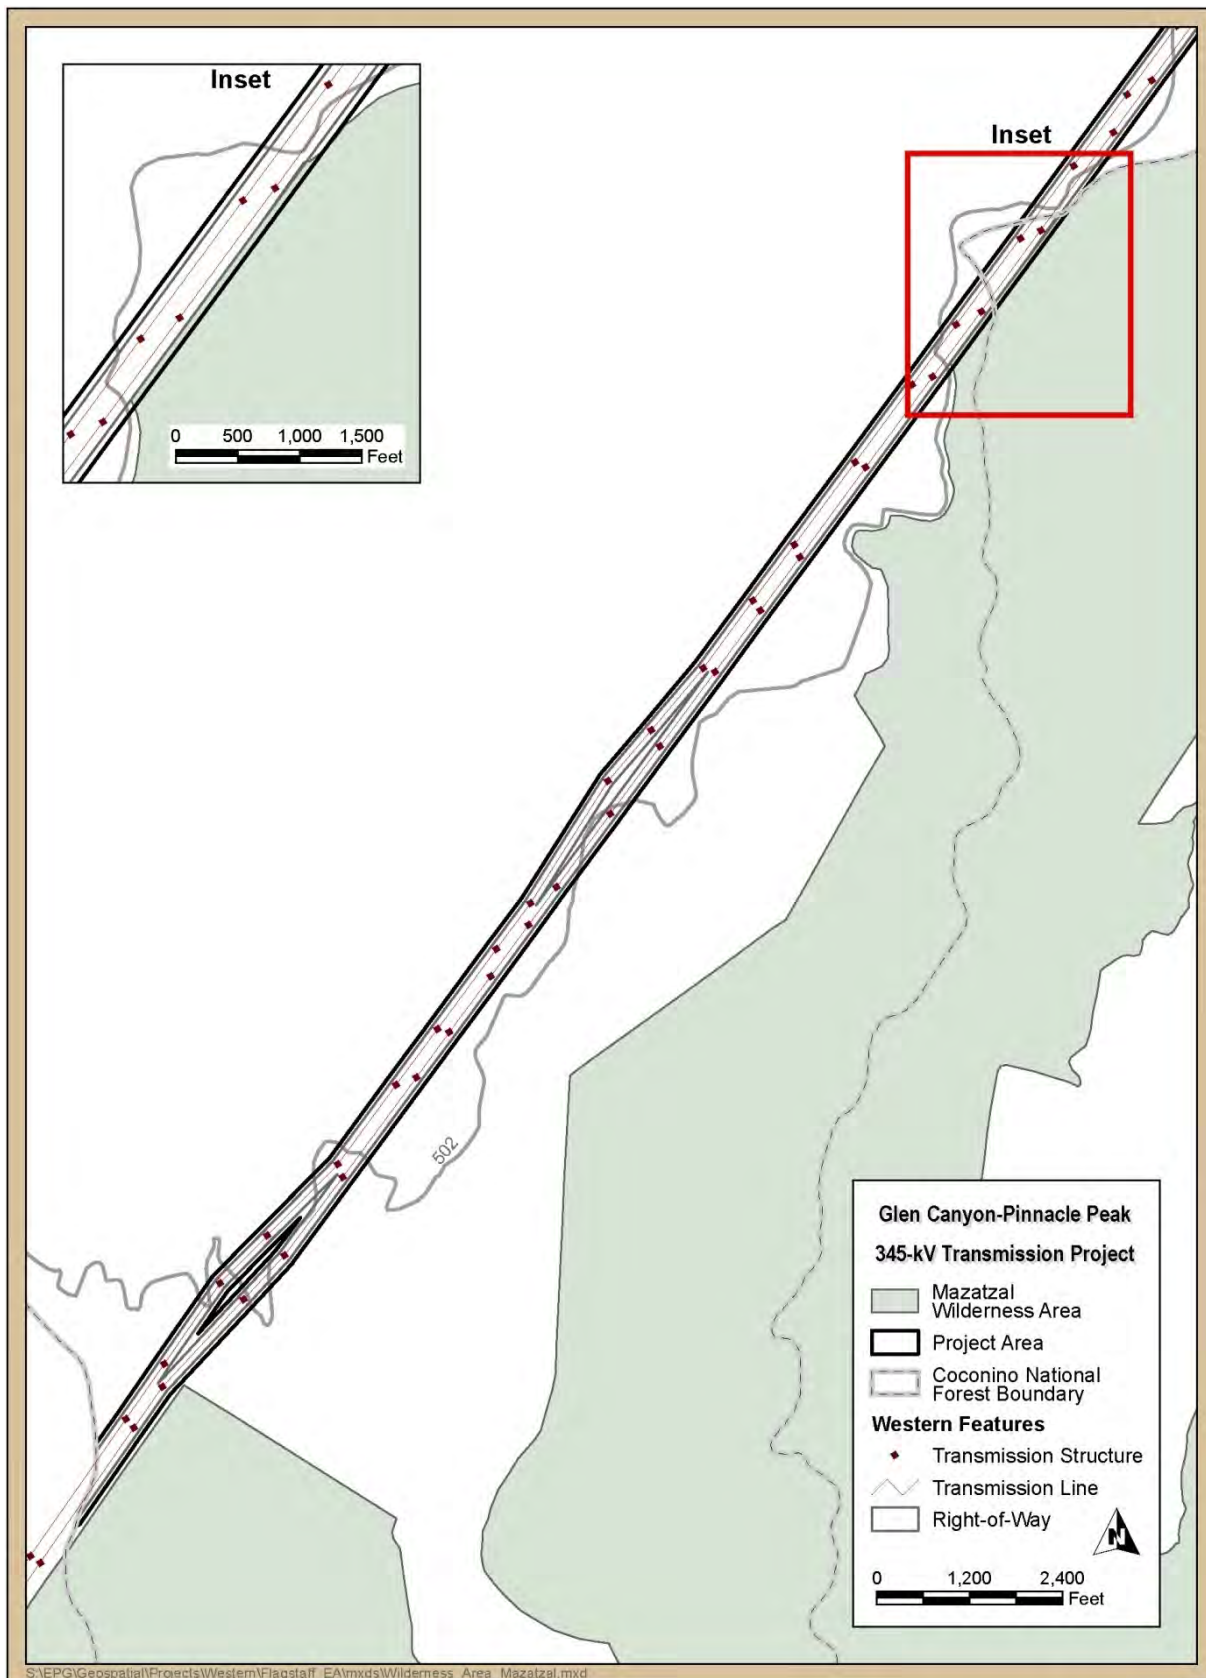 Inset
Inset
0 500 1,000 1,500
Feet
502
Glen Canyon-Pinnacle Peak
345-kV Transmission Project
Mazatzal
Wilderness Area
Project Area
Coconino National
Forest Boundary
Western Features
Transmission Structure
Transmission Line
Right-of-Way
N
0 1,200 2,400
Feet
S:\EPG\Geospatial\Projects\Western\Flagstaff_EA\mxds\Wilderness_Area_Mazatzal.mxd